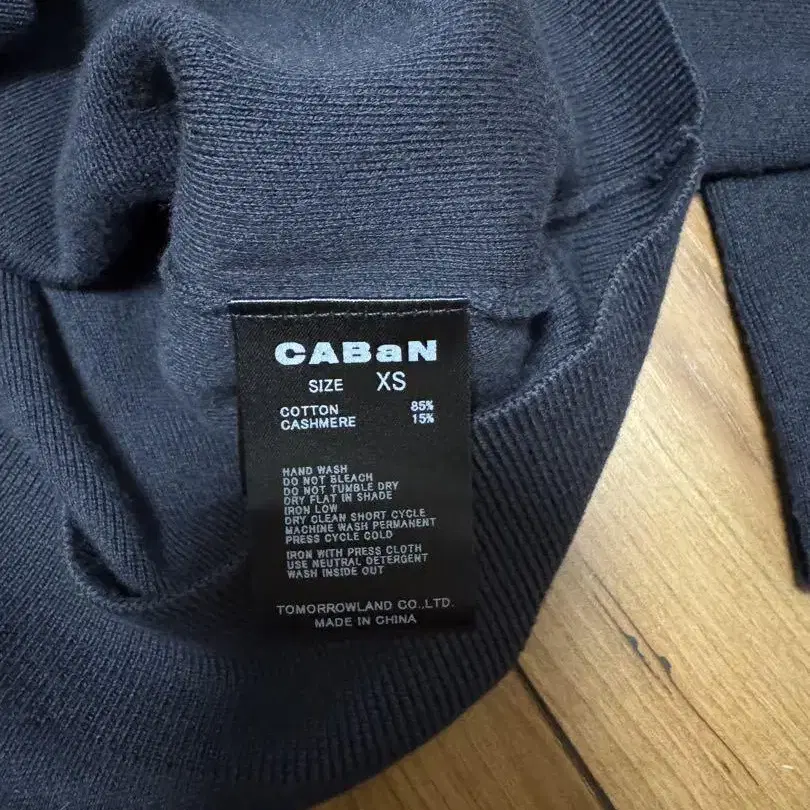 CABaN
SIZE XS
COTTON 85%
CASHMERE 15%
HAND WASH
DO NOT BLEACH
DO NOT TUMBLE DRY
DRY FLAT IN SHADE
IRON LOW
DRY CLEAN SHORT CYCLE
MACHINE WASH PERMANENT
PRESS CYCLE COLD
IRON WITH PRESS CLOTH
USE NEUTRAL DETERGENT
WASH INSIDE OUT
TOMORROWLAND CO.,LTD.
MADE IN CHINA